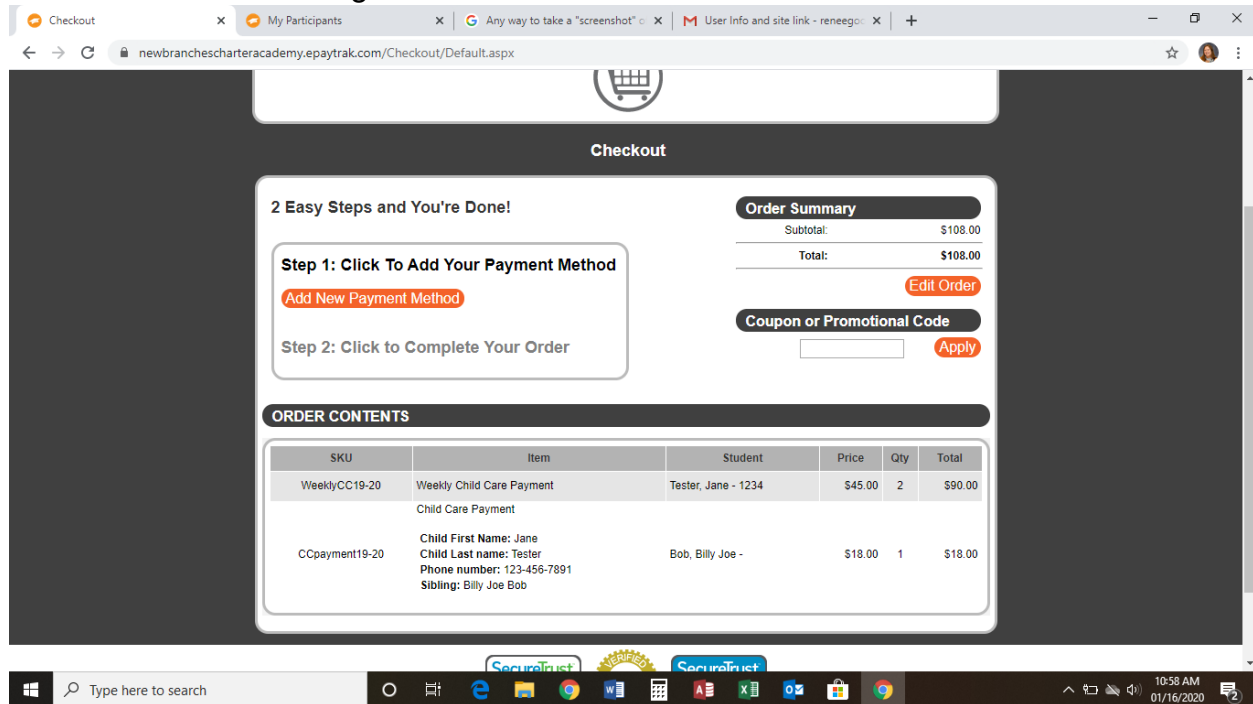 Checkout
My Participants
Any way to take a "screenshot" o
User Info and site link - reneegoo
newbranchescharteracademy.epaytrak.com/Checkout/Default.aspx
Checkout
2 Easy Steps and You're Done!
Step 1: Click To Add Your Payment Method
Add New Payment Method
Step 2: Click to Complete Your Order
Order Summary
Subtotal: $108.00
Total: $108.00
Edit Order
Coupon or Promotional Code
Apply
ORDER CONTENTS
SKU Item Student Price Qty Total
WeeklyCC19-20 Weekly Child Care Payment Tester, Jane - 1234 $45.00 2 $90.00
Child Care Payment
Child First Name: Jane
CCpayment19-20 Child Last name: Tester Bob, Billy Joe - $18.00 1 $18.00
Phone number: 123-456-7891
Sibling: Billy Joe Bob
SecureTrust VERIFIED SecureTrust
Type here to search
10:58 AM
01/16/2020
2